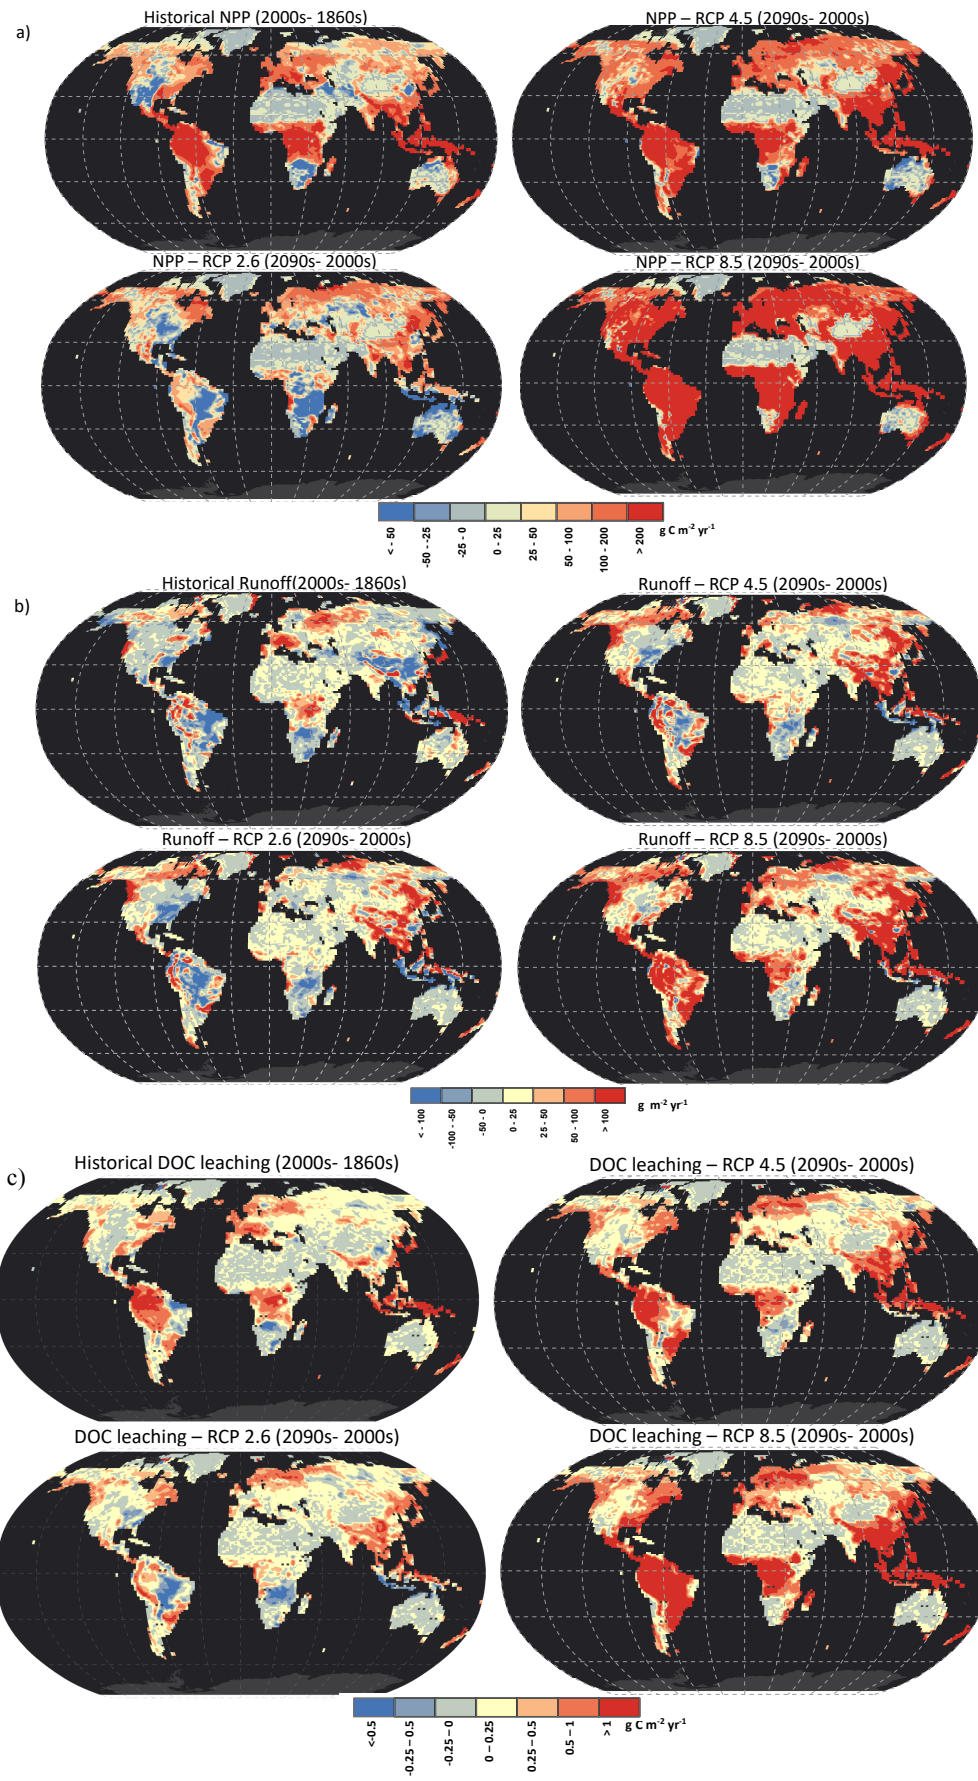 a)
Historical NPP (2000s- 1860s)
NPP – RCP 4.5 (2090s- 2000s)
NPP – RCP 2.6 (2090s- 2000s)
NPP – RCP 8.5 (2090s- 2000s)
< - 50
-50 - -25
-25 - 0
0 - 25
25 - 50
50 - 100
100 - 200
> 200
g C m⁻² yr⁻¹
b)
Historical Runoff(2000s- 1860s)
Runoff – RCP 4.5 (2090s- 2000s)
Runoff – RCP 2.6 (2090s- 2000s)
Runoff – RCP 8.5 (2090s- 2000s)
< - 100
-100 - -50
-50 - 0
0 - 25
25 - 50
50 - 100
> 100
g m⁻² yr⁻¹
c)
Historical DOC leaching (2000s- 1860s)
DOC leaching – RCP 4.5 (2090s- 2000s)
DOC leaching – RCP 2.6 (2090s- 2000s)
DOC leaching – RCP 8.5 (2090s- 2000s)
<-0.5
-0.25 – 0.5
-0.25 – 0
0 – 0.25
0.25 – 0.5
0.5 – 1
> 1
g C m⁻² yr⁻¹